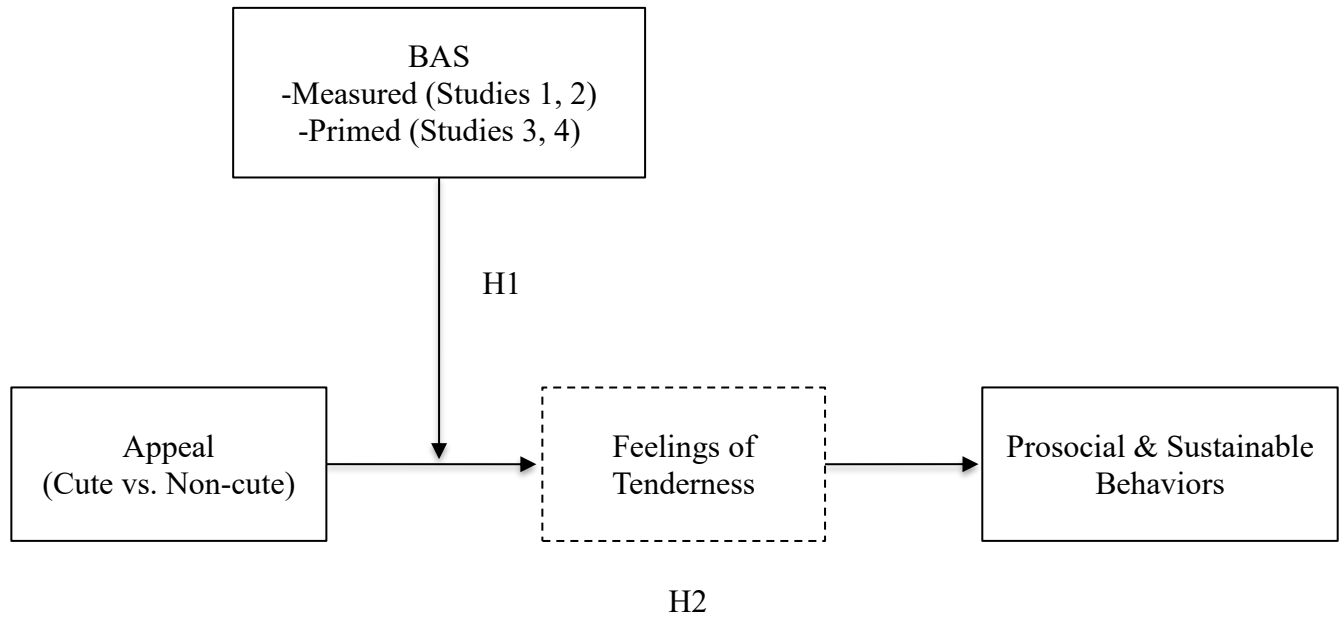 BAS
-Measured (Studies 1, 2)
-Primed (Studies 3, 4)
H1
Appeal
(Cute vs. Non-cute)
Feelings of
Tenderness
Prosocial & Sustainable
Behaviors
H2